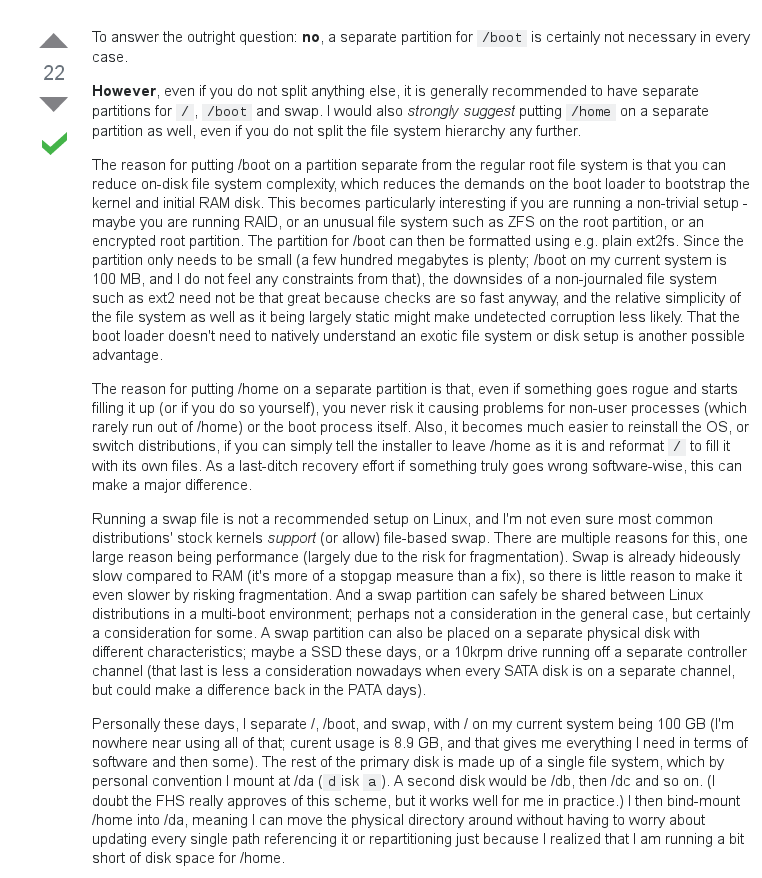 To answer the outright question: no, a separate partition for /boot is certainly not necessary in every
case.
22
However, even if you do not split anything else, it is generally recommended to have separate
partitions for / , /boot and swap. I would also strongly suggest putting /home on a separate
partition as well, even if you do not split the file system hierarchy any further.
The reason for putting /boot on a partition separate from the regular root file system is that you can
reduce on-disk file system complexity, which reduces the demands on the boot loader to bootstrap the
kernel and initial RAM disk. This becomes particularly interesting if you are running a non-trivial setup -
maybe you are running RAID, or an unusual file system such as ZFS on the root partition, or an
encrypted root partition. The partition for /boot can then be formatted using e.g. plain ext2fs. Since the
partition only needs to be small (a few hundred megabytes is plenty; /boot on my current system is
100 MB, and I do not feel any constraints from that), the downsides of a non-journaled file system
such as ext2 need not be that great because checks are so fast anyway, and the relative simplicity of
the file system as well as it being largely static might make undetected corruption less likely. That the
boot loader doesn't need to natively understand an exotic file system or disk setup is another possible
advantage.
The reason for putting /home on a separate partition is that, even if something goes rogue and starts
filling it up (or if you do so yourself), you never risk it causing problems for non-user processes (which
rarely run out of /home) or the boot process itself. Also, it becomes much easier to reinstall the OS, or
switch distributions, if you can simply tell the installer to leave /home as it is and reformat / to fill it
with its own files. As a last-ditch recovery effort if something truly goes wrong software-wise, this can
make a major difference.
Running a swap file is not a recommended setup on Linux, and I'm not even sure most common
distributions' stock kernels support (or allow) file-based swap. There are multiple reasons for this, one
large reason being performance (largely due to the risk for fragmentation). Swap is already hideously
slow compared to RAM (it's more of a stopgap measure than a fix), so there is little reason to make it
even slower by risking fragmentation. And a swap partition can safely be shared between Linux
distributions in a multi-boot environment; perhaps not a consideration in the general case, but certainly
a consideration for some. A swap partition can also be placed on a separate physical disk with
different characteristics; maybe a SSD these days, or a 10krpm drive running off a separate controller
channel (that last is less a consideration nowadays when every SATA disk is on a separate channel,
but could make a difference back in the PATA days).
Personally these days, I separate /, /boot, and swap, with / on my current system being 100 GB (I'm
nowhere near using all of that; curent usage is 8.9 GB, and that gives me everything I need in terms of
software and then some). The rest of the primary disk is made up of a single file system, which by
personal convention I mount at /da ( d isk a ). A second disk would be /db, then /dc and so on. (I
doubt the FHS really approves of this scheme, but it works well for me in practice.) I then bind-mount
/home into /da, meaning I can move the physical directory around without having to worry about
updating every single path referencing it or repartitioning just because I realized that I am running a bit
short of disk space for /home.